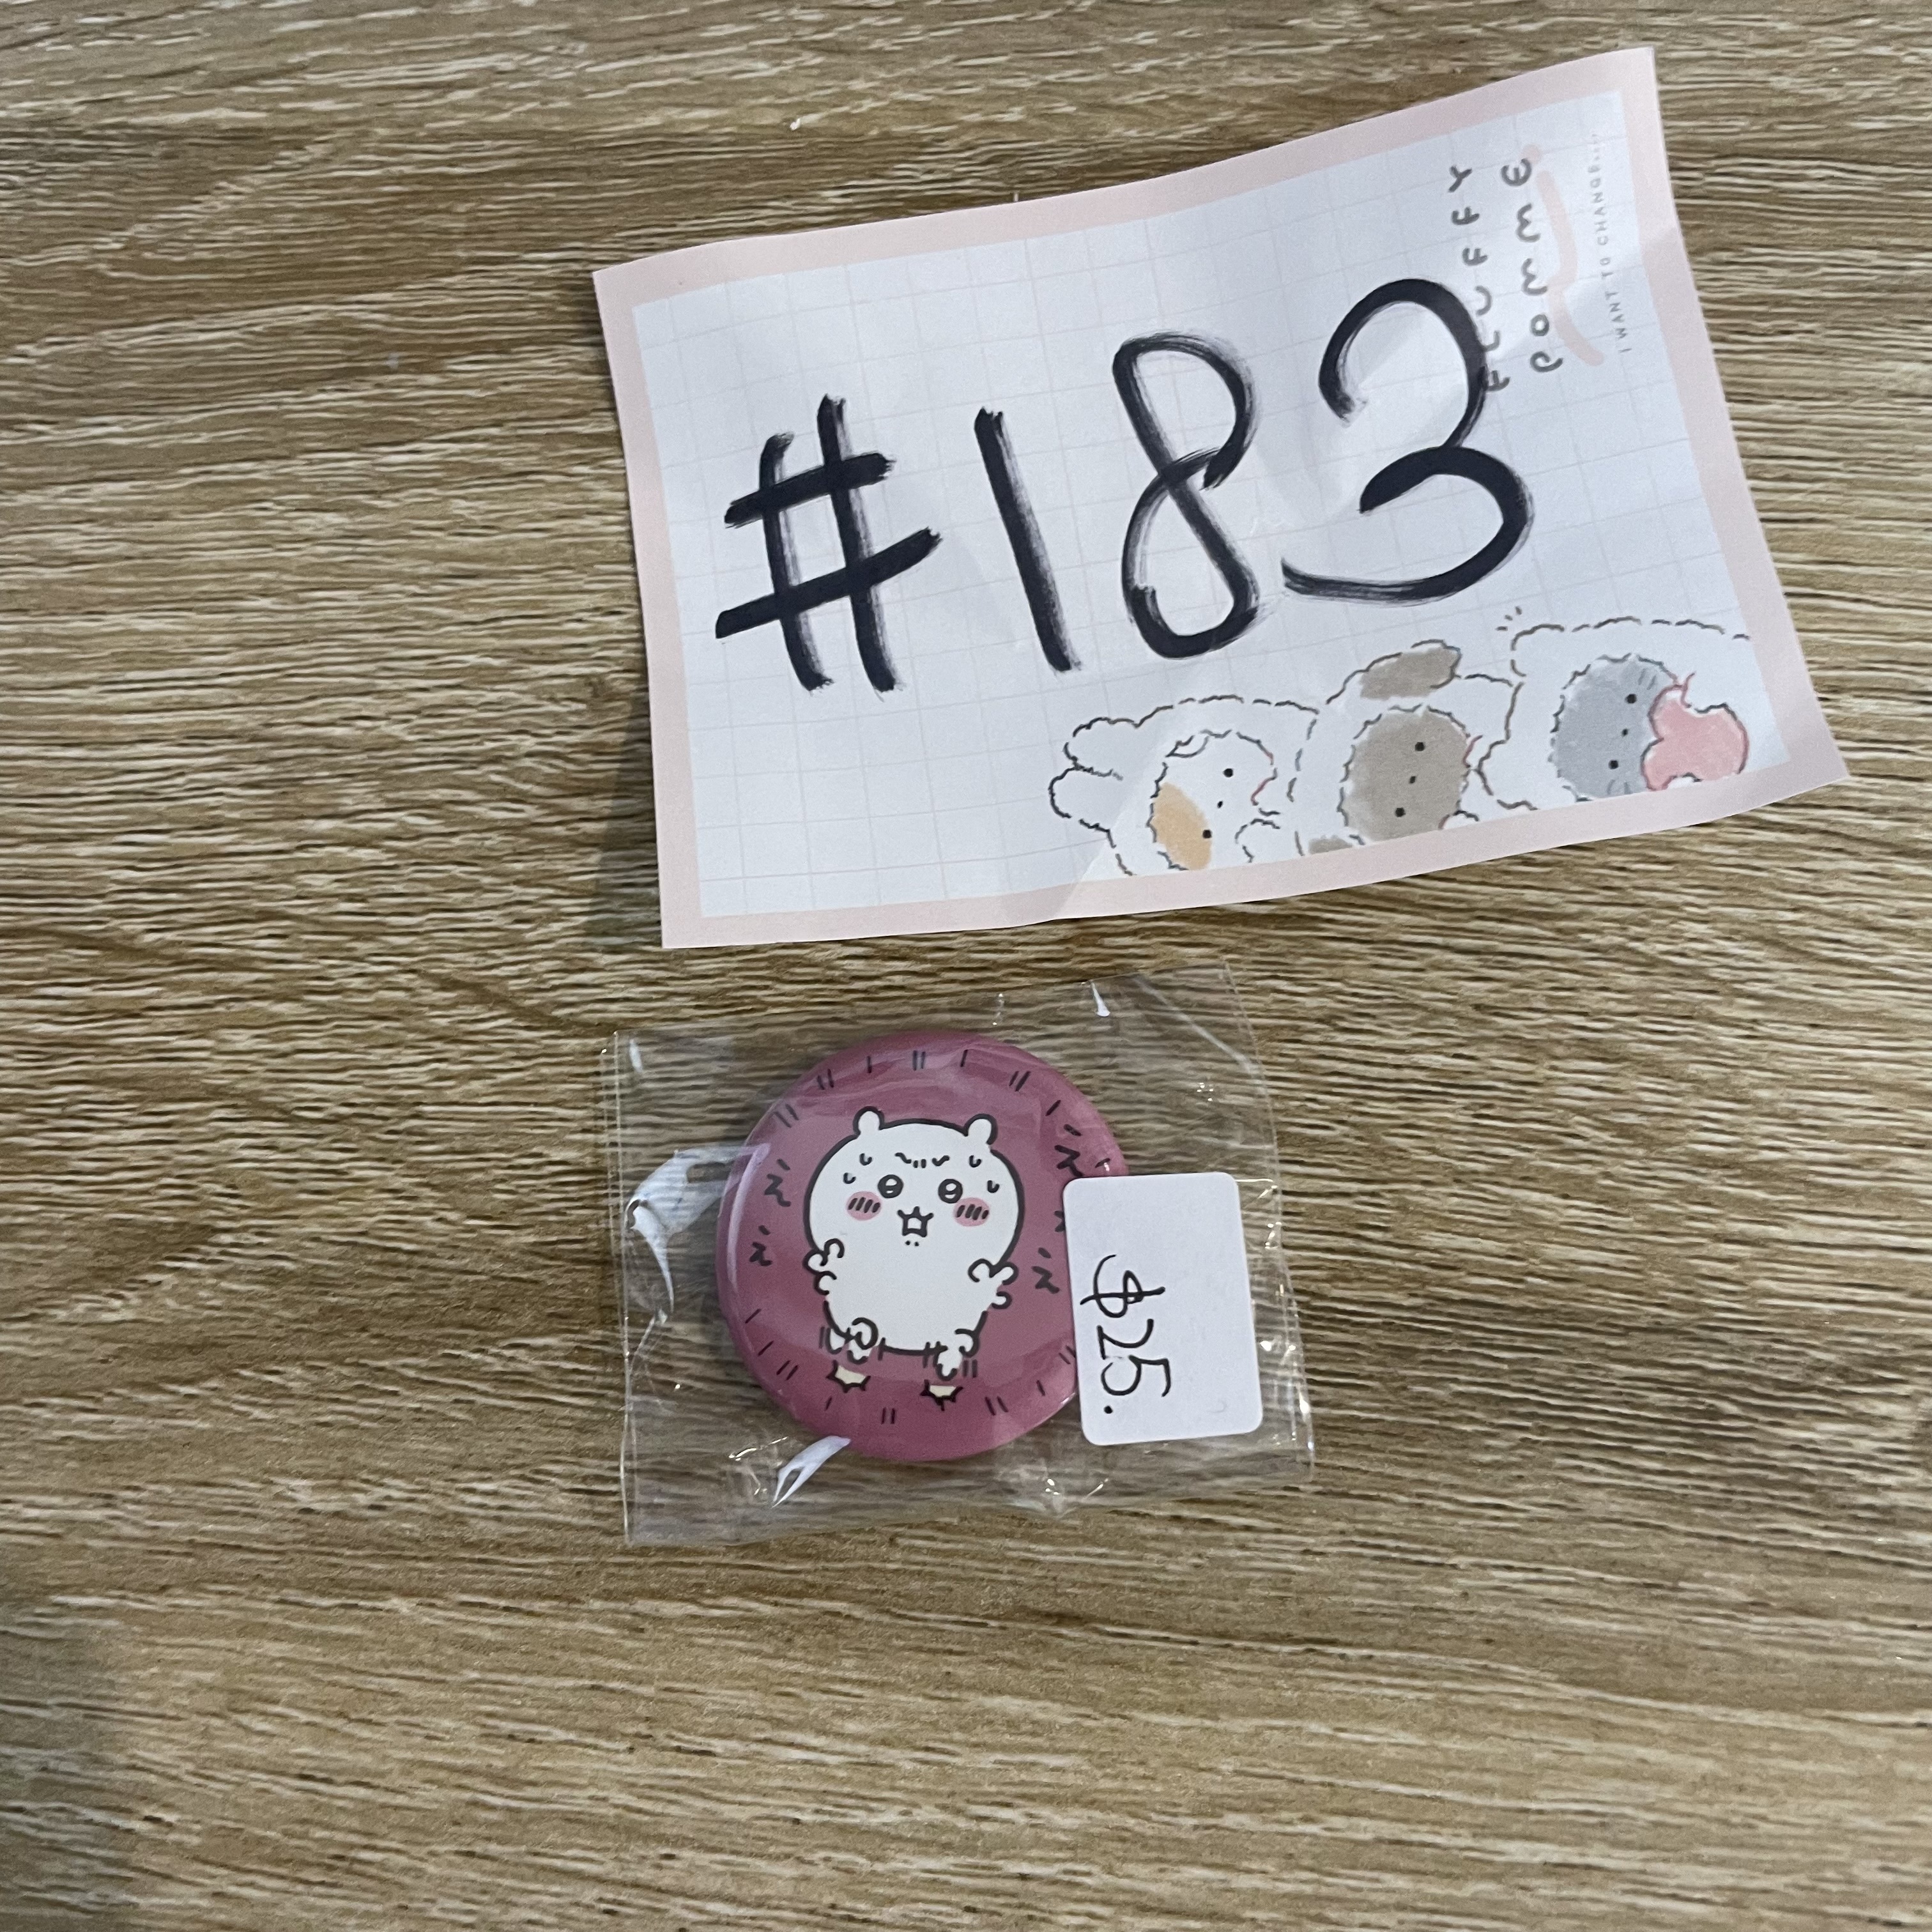 #183
FLUFFY
POMME
I WANT TO CHANGE...
$25.